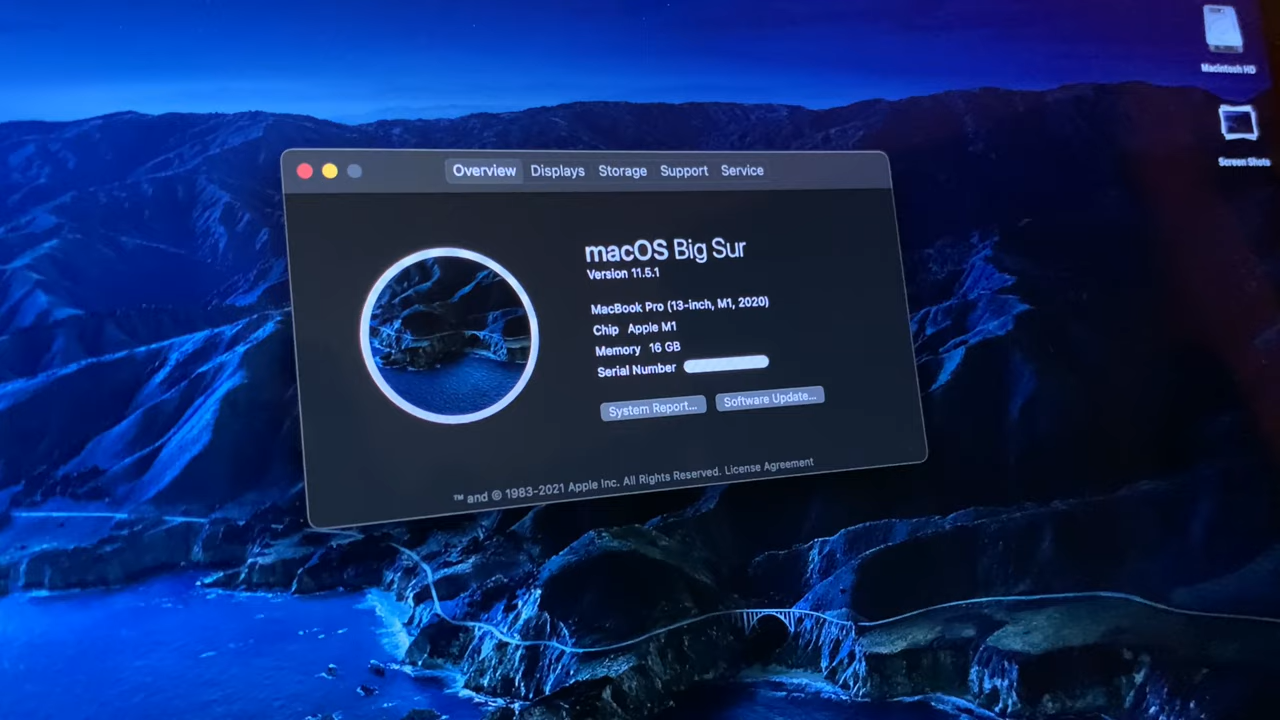 Macintosh HD
Screen Shots
Overview Displays Storage Support Service
macOS Big Sur
Version 11.5.1
MacBook Pro (13-inch, M1, 2020)
Chip Apple M1
Memory 16 GB
Serial Number
System Report... Software Update...
™ and © 1983-2021 Apple Inc. All Rights Reserved. License Agreement